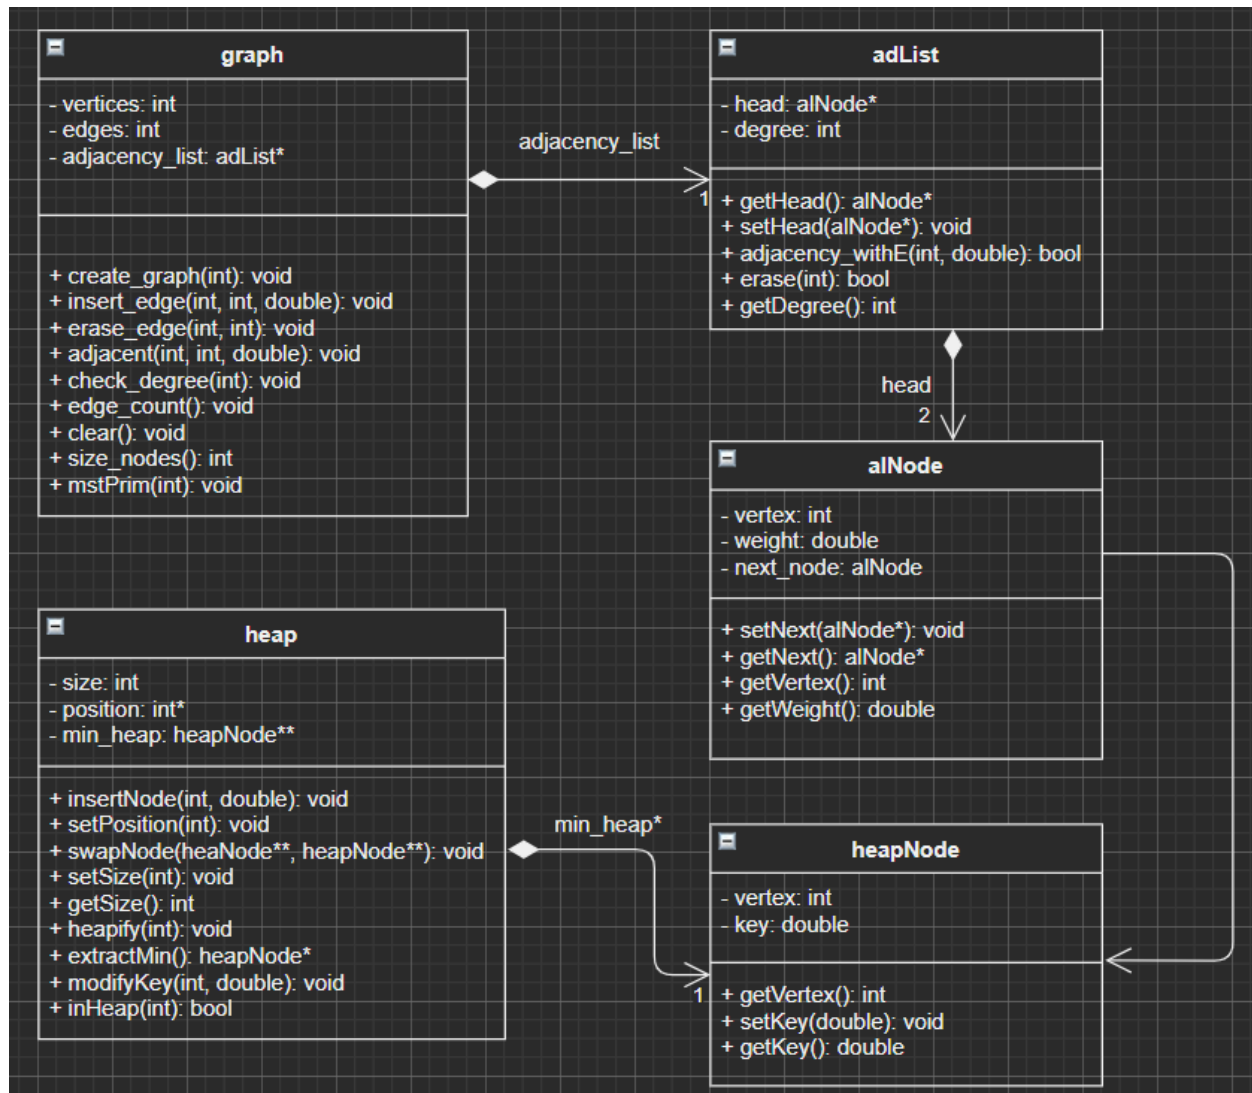 graph
- vertices: int
- edges: int
- adjacency_list: adList*
+ create_graph(int): void
+ insert_edge(int, int, double): void
+ erase_edge(int, int): void
+ adjacent(int, int, double): void
+ check_degree(int): void
+ edge_count(): void
+ clear(): void
+ size_nodes(): int
+ mstPrim(int): void
adjacency_list
1
adList
- head: alNode*
- degree: int
+ getHead(): alNode*
+ setHead(alNode*): void
+ adjacency_withE(int, double): bool
+ erase(int): bool
+ getDegree(): int
head
2
alNode
- vertex: int
- weight: double
- next_node: alNode
+ setNext(alNode*): void
+ getNext(): alNode*
+ getVertex(): int
+ getWeight(): double
heap
- size: int
- position: int*
- min_heap: heapNode**
+ insertNode(int, double): void
+ setPosition(int): void
+ swapNode(heaNode**, heapNode**): void
+ setSize(int): void
+ getSize(): int
+ heapify(int): void
+ extractMin(): heapNode*
+ modifyKey(int, double): void
+ inHeap(int): bool
min_heap*
1
heapNode
- vertex: int
- key: double
+ getVertex(): int
+ setKey(double): void
+ getKey(): double